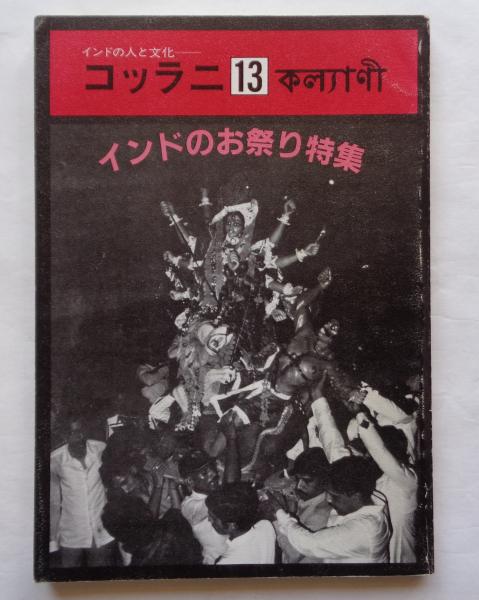 インドの人と文化──
コッラニ 13 কল্যাণী
インドのお祭り特集